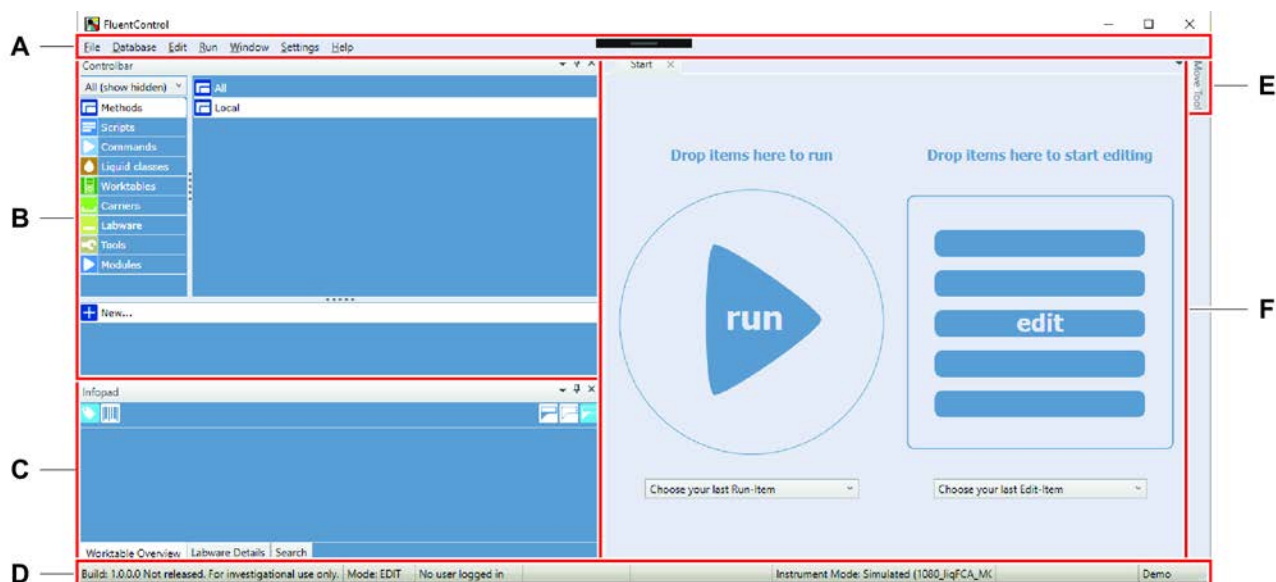 FluentControl
A
File Database Edit Run Window Settings Help
Controlbar
Start
Move Tool
E
All (show hidden)
All
Methods
Local
Scripts
Commands
Liquid classes
Worktables
Carriers
Labware
Tools
Modules
B
New...
Drop items here to run
Drop items here to start editing
run
edit
F
Choose your last Run-Item
Choose your last Edit-Item
Infopad
C
Worktable Overview Labware Details Search
D
Build: 1.0.0.0 Not released. For investigational use only. Mode: EDIT No user logged in Instrument Mode: Simulated (1080_liqFCA_MC Demo